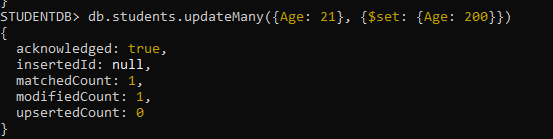 }
STUDENTDB> db.students.updateMany({Age: 21}, {$set: {Age: 200}})
{
  acknowledged: true,
  insertedId: null,
  matchedCount: 1,
  modifiedCount: 1,
  upsertedCount: 0
}